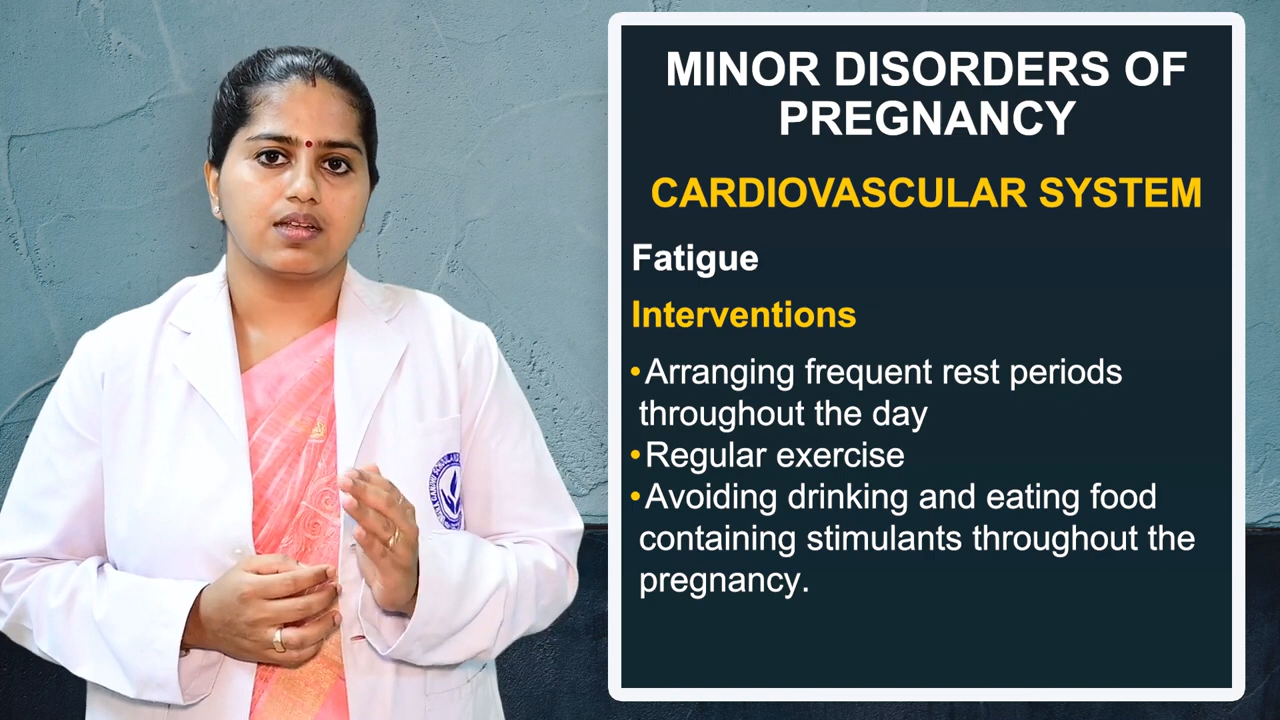 MINOR DISORDERS OF
PREGNANCY
CARDIOVASCULAR SYSTEM
Fatigue
Interventions
•Arranging frequent rest periods
throughout the day
•Regular exercise
•Avoiding drinking and eating food
containing stimulants throughout the
pregnancy.